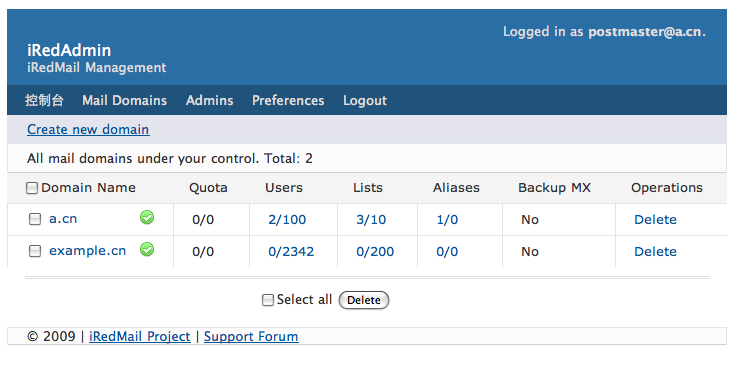 Logged in as postmaster@a.cn.
iRedAdmin
iRedMail Management
控制台 Mail Domains Admins Preferences Logout
Create new domain
All mail domains under your control. Total: 2
Domain Name Quota Users Lists Aliases Backup MX Operations
a.cn 0/0 2/100 3/10 1/0 No Delete
example.cn 0/0 0/2342 0/200 0/0 No Delete
Select all Delete
© 2009 | iRedMail Project | Support Forum